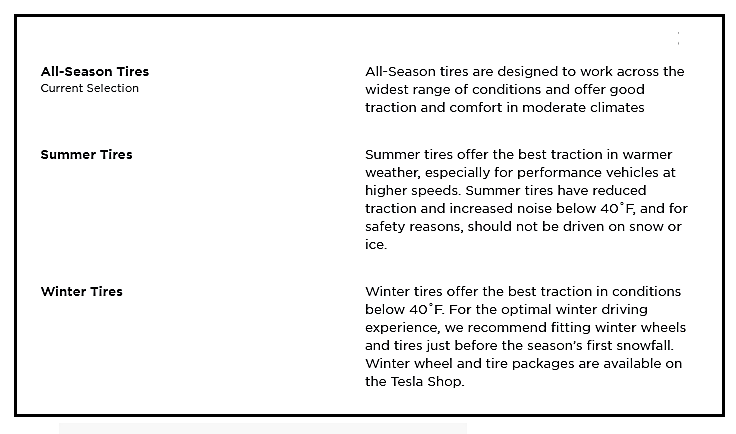 All-Season Tires
Current Selection
All-Season tires are designed to work across the
widest range of conditions and offer good
traction and comfort in moderate climates
Summer Tires
Summer tires offer the best traction in warmer
weather, especially for performance vehicles at
higher speeds. Summer tires have reduced
traction and increased noise below 40˚F, and for
safety reasons, should not be driven on snow or
ice.
Winter Tires
Winter tires offer the best traction in conditions
below 40˚F. For the optimal winter driving
experience, we recommend fitting winter wheels
and tires just before the season's first snowfall.
Winter wheel and tire packages are available on
the Tesla Shop.